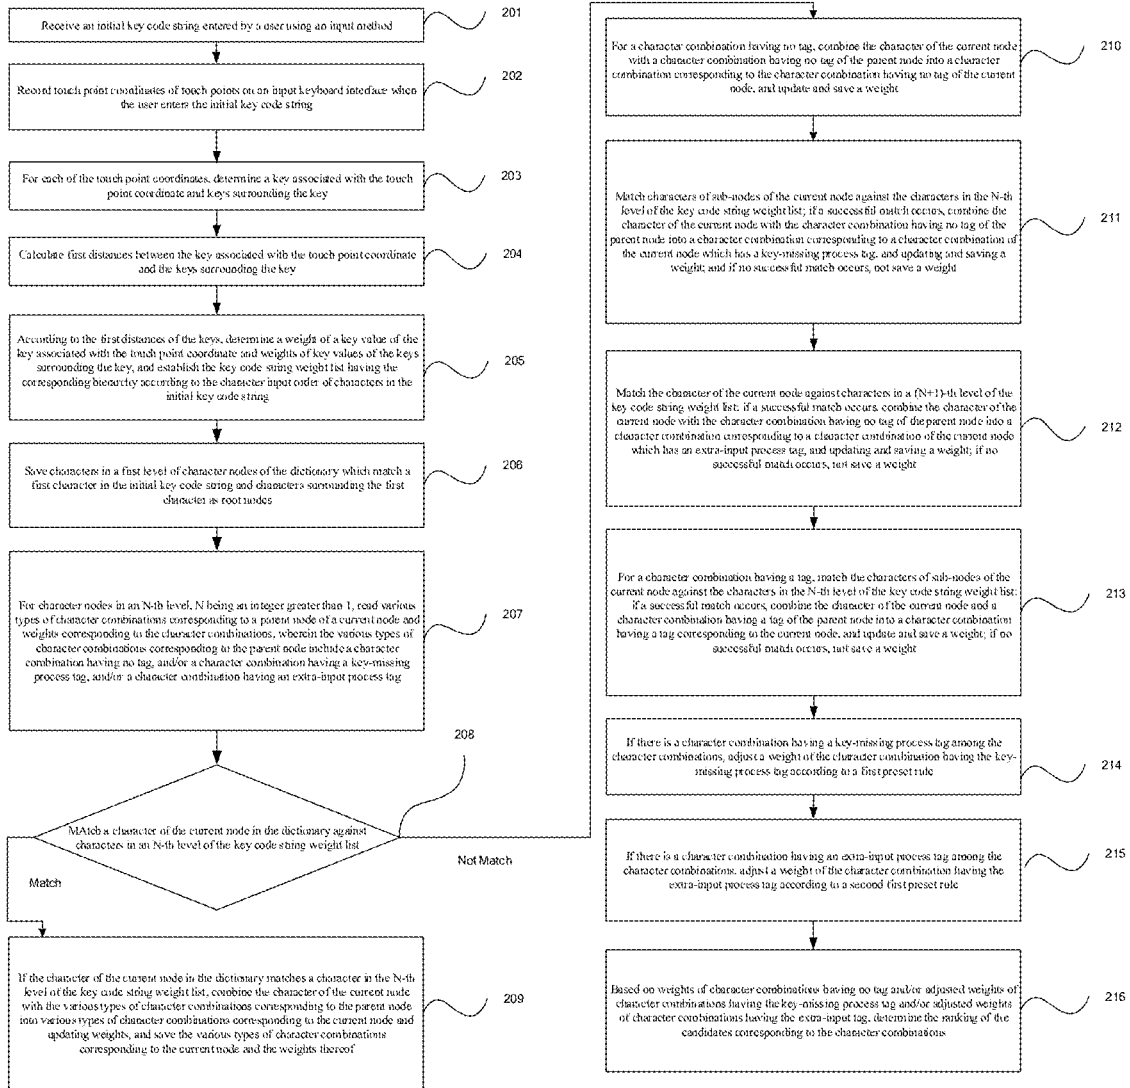 Receive an initial key code string entered by a user using an input method
201
Record touch point coordinates of touch points on an input keyboard interface when
the user enters the initial key code string
202
For each of the touch point coordinates, determine a key associated with the touch
point coordinate and keys surrounding the key
203
Calculate first distances between the key associated with the touch point coordinate
and the keys surrounding the key
204
According to the first distances of the keys, determine a weight of a key value of the
key associated with the touch point coordinate and weights of key values of the keys
surrounding the key, and establish the key code string weight list having the
corresponding hierarchy according to the character input order of characters in the
initial key code string
205
Save characters in a first level of character nodes of the dictionary which match a
first character in the initial key code string and characters surrounding the first
character as root nodes
206
For character nodes in an N-th level, N being an integer greater than 1, read various
types of character combinations corresponding to a parent node of a current node and
weights corresponding to the character combinations, wherein the various types of
character combinations corresponding to the parent node include a character
combination having no tag, and/or a character combination having a key-missing
process tag, and/or a character combination having an extra-input process tag
207
208
MAtch a character of the current node in the dictionary against
characters in an N-th level of the key code string weight list
Match
Not Match
If the character of the current node in the dictionary matches a character in the N-th
level of the key code string weight list, combine the character of the current node
with the various types of character combinations corresponding to the parent node
into various types of character combinations corresponding to the current node and
updating weights, and save the various types of character combinations
corresponding to the current node and the weights thereof
209
For a character combination having no tag, combine the character of the current node
with a character combination having no tag of the parent node into a character
combination corresponding to the character combination having no tag of the current
node, and update and save a weight
210
Match characters of sub-nodes of the current node against the characters in the N-th
level of the key code string weight list; if a successful match occurs, combine the
character of the current node with the character combination having no tag of the
parent node into a character combination corresponding to a character combination of
the current node which has a key-missing process tag, and updating and saving a
weight; and if no successful match occurs, not save a weight
211
Match the character of the current node against characters in a (N+1)-th level of the
key code string weight list; if a successful match occurs, combine the character of the
current node with the character combination having no tag of the parent node into a
character combination corresponding to a character combination of the current node
which has an extra-input process tag, and updating and saving a weight; if no
successful match occurs, not save a weight
212
For a character combination having a tag, match the characters of sub-nodes of the
current node against the characters in the N-th level of the key code string weight list;
if a successful match occurs, combine the character of the current node and a
character combination having a tag of the parent node into a character combination
having a tag corresponding to the current node, and update and save a weight; if no
successful match occurs, not save a weight
213
If there is a character combination having a key-missing process tag among the
character combinations, adjust a weight of the character combination having the key-
missing process tag according to a first preset rule
214
If there is a character combination having an extra-input process tag among the
character combinations, adjust a weight of the character combination having the
extra-input process tag according to a second first preset rule
215
Based on weights of character combinations having no tag and/or adjusted weights of
character combinations having the key-missing process tag and/or adjusted weights
of character combinations having the extra-input tag, determine the ranking of the
candidates corresponding to the character combinations
216